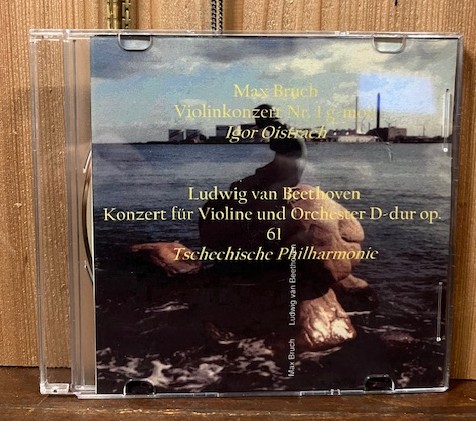 Max Bruch
Violinkonzert Nr. 1 g-moll
Igor Oistrach
Ludwig van Beethoven
Konzert für Violine und Orchester D-dur op.
61
Tschechische Philharmonie
Max Bruch Ludwig van Beethoven